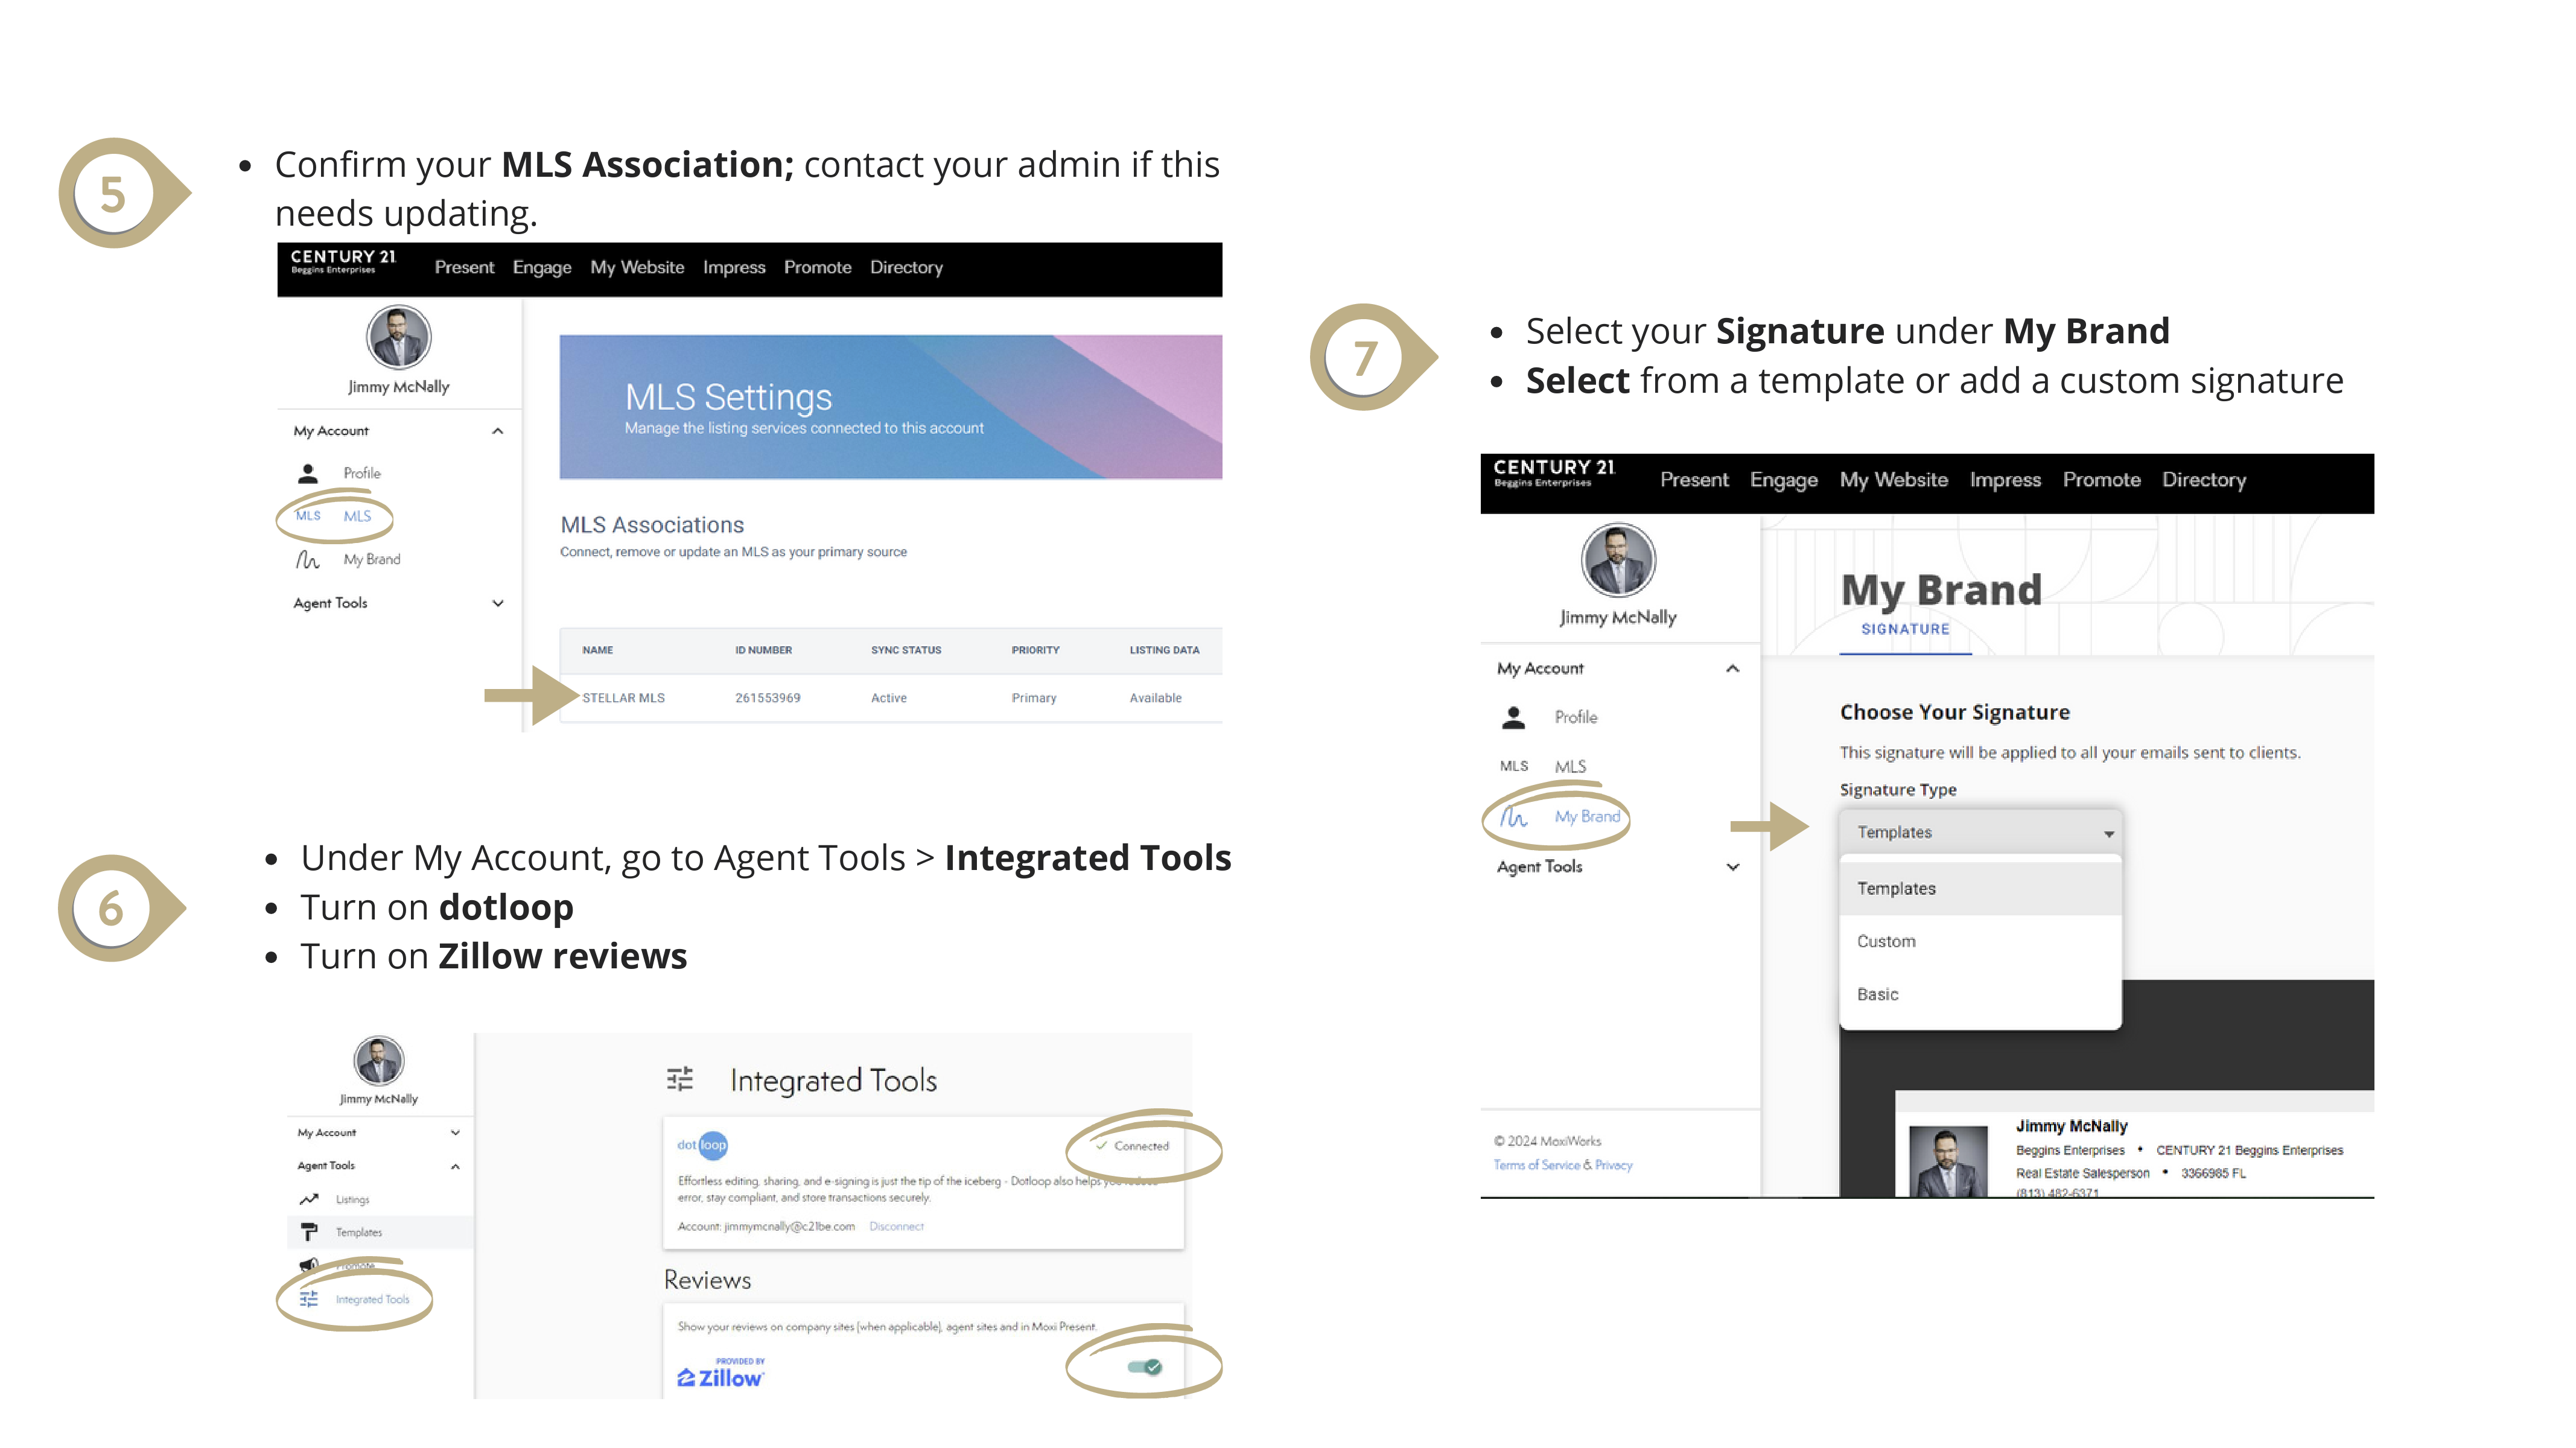 5
• Confirm your MLS Association; contact your admin if this
needs updating.
CENTURY 21
Beggins Enterprises
Present Engage My Website Impress Promote Directory
Jimmy McNally
My Account
Profile
MLS MLS
My Brand
Agent Tools
MLS Settings
Manage the listing services connected to this account
MLS Associations
Connect, remove or update an MLS as your primary source
NAME ID NUMBER SYNC STATUS PRIORITY LISTING DATA
STELLAR MLS 261553969 Active Primary Available
6
• Under My Account, go to Agent Tools > Integrated Tools
• Turn on dotloop
• Turn on Zillow reviews
Jimmy McNally
My Account
Agent Tools
Listings
Templates
Promote
Integrated Tools
Integrated Tools
dotloop
Connected
Effortless editing, sharing, and e-signing is just the tip of the iceberg - Dotloop also helps you reduce
error, stay compliant, and store transactions securely.
Account: jimmymcnally@c21be.com Disconnect
Reviews
Show your reviews on company sites (when applicable), agent sites and in Moxi Present.
PROVIDED BY
Zillow
7
• Select your Signature under My Brand
• Select from a template or add a custom signature
CENTURY 21
Beggins Enterprises
Present Engage My Website Impress Promote Directory
Jimmy McNally
My Account
Profile
MLS MLS
My Brand
Agent Tools
© 2024 MoxiWorks
Terms of Service & Privacy
My Brand
SIGNATURE
Choose Your Signature
This signature will be applied to all your emails sent to clients.
Signature Type
Templates
Templates
Custom
Basic
Jimmy McNally
Beggins Enterprises • CENTURY 21 Beggins Enterprises
Real Estate Salesperson • 3366985 FL
(813) 482-6371